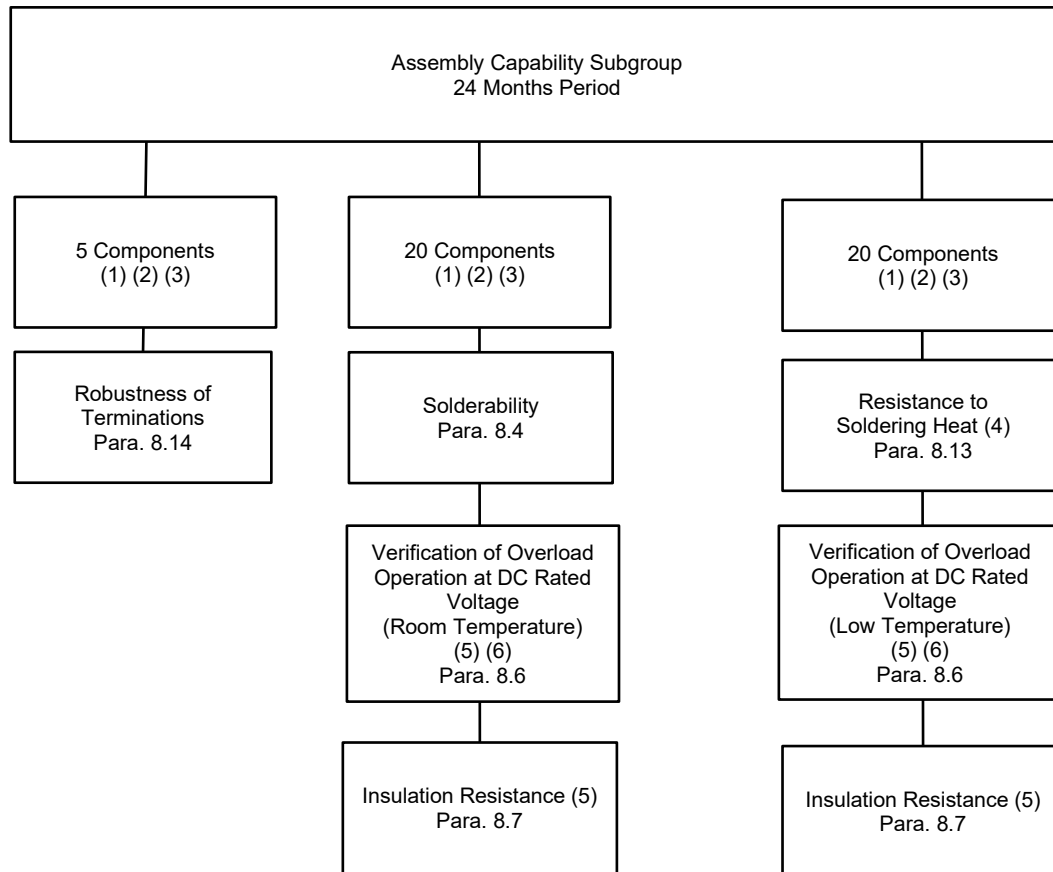 Assembly Capability Subgroup
24 Months Period
5 Components
(1) (2) (3)
20 Components
(1) (2) (3)
20 Components
(1) (2) (3)
Robustness of
Terminations
Para. 8.14
Solderability
Para. 8.4
Resistance to
Soldering Heat (4)
Para. 8.13
Verification of Overload
Operation at DC Rated
Voltage
(Room Temperature)
(5) (6)
Para. 8.6
Verification of Overload
Operation at DC Rated
Voltage
(Low Temperature)
(5) (6)
Para. 8.6
Insulation Resistance (5)
Para. 8.7
Insulation Resistance (5)
Para. 8.7